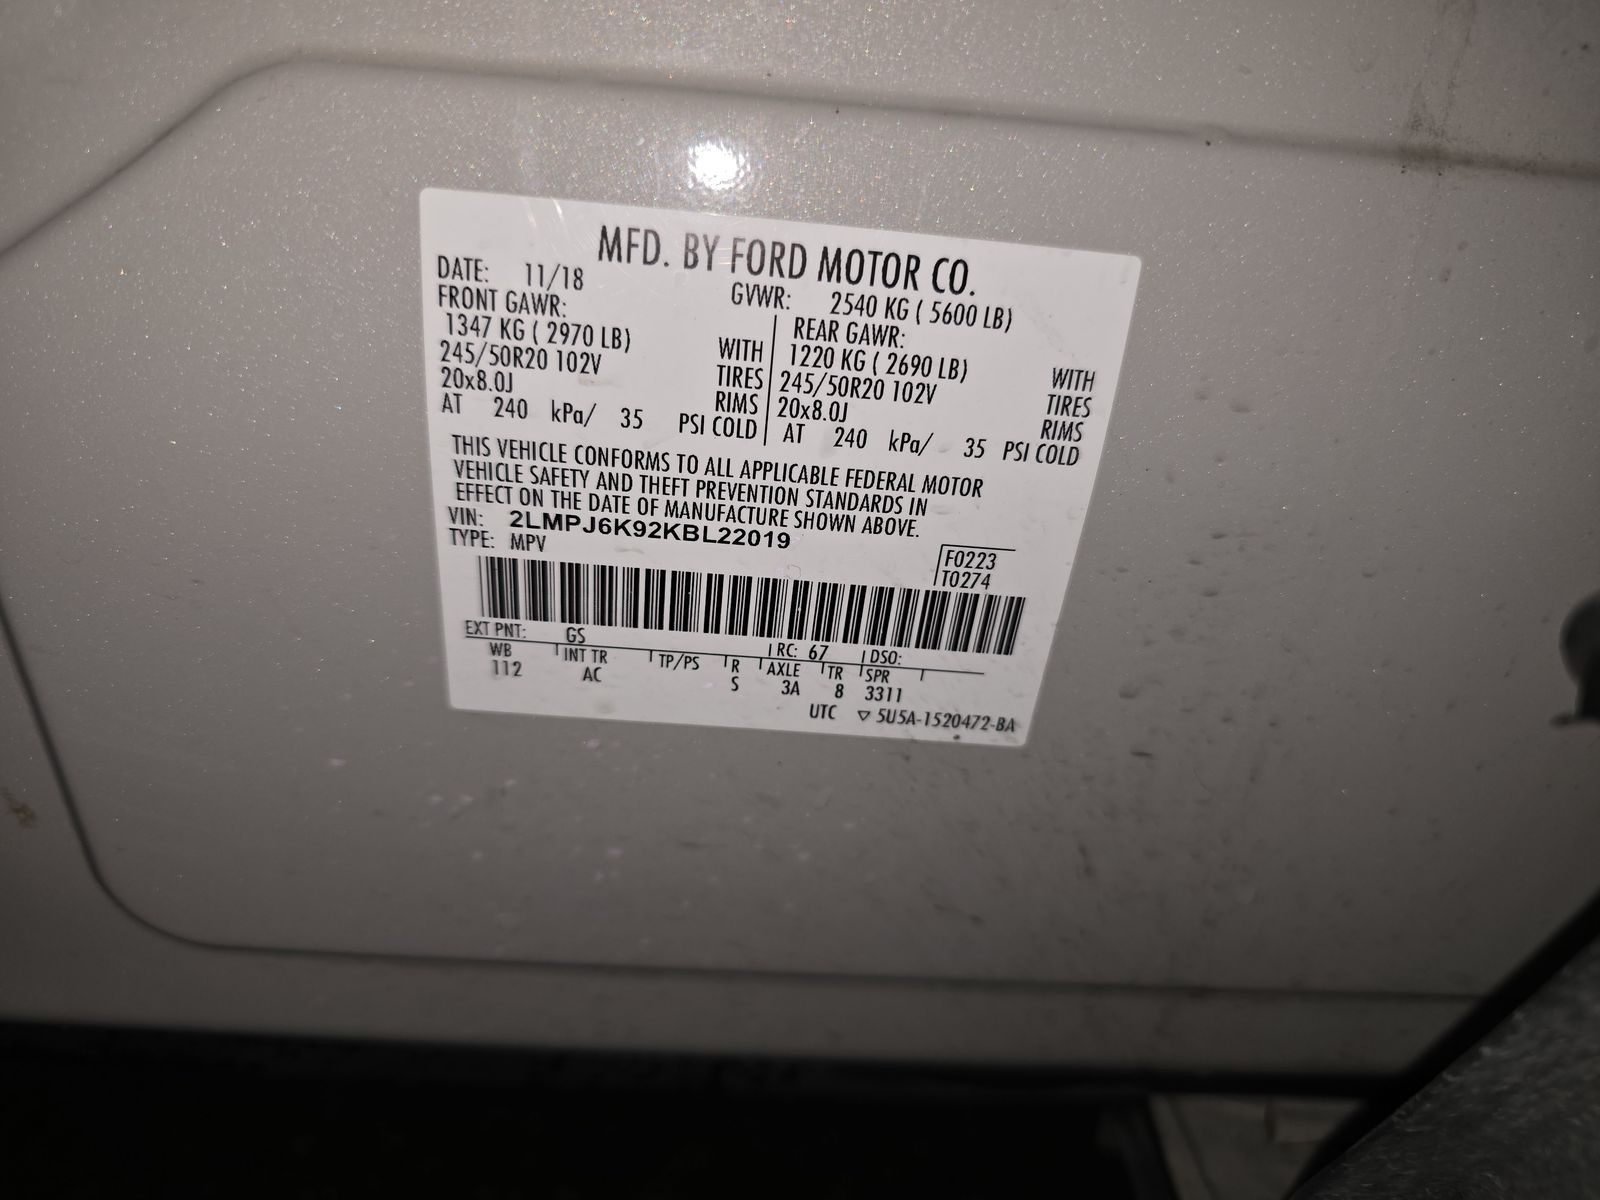 MFD. BY FORD MOTOR CO.
DATE: 11/18 GVWR: 2540 KG ( 5600 LB)
FRONT GAWR: REAR GAWR:
1347 KG ( 2970 LB) WITH 1220 KG ( 2690 LB) WITH
245/50R20 102V TIRES 245/50R20 102V TIRES
20x8.0J RIMS 20x8.0J RIMS
AT 240 kPa/ 35 PSI COLD AT 240 kPa/ 35 PSI COLD
THIS VEHICLE CONFORMS TO ALL APPLICABLE FEDERAL MOTOR
VEHICLE SAFETY AND THEFT PREVENTION STANDARDS IN
EFFECT ON THE DATE OF MANUFACTURE SHOWN ABOVE.
VIN: 2LMPJ6K92KBL22019
TYPE: MPV F0223
T0274
EXT PNT: GS RC: 67 DSO:
WB INT TR TP/PS R AXLE TR SPR
112 AC S 3A 8 3311
UTC ▽ 5U5A-1520472-BA